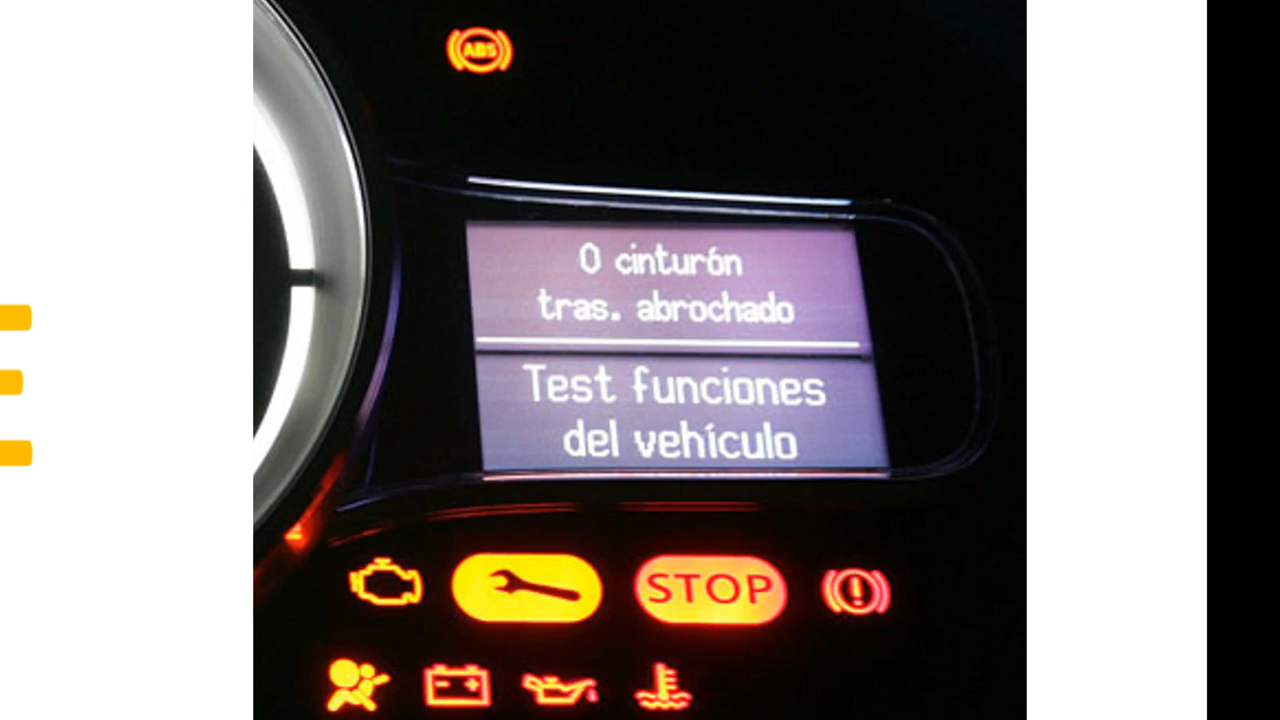 ABS
0 cinturón
tras. abrochado
Test funciones
del vehículo
STOP